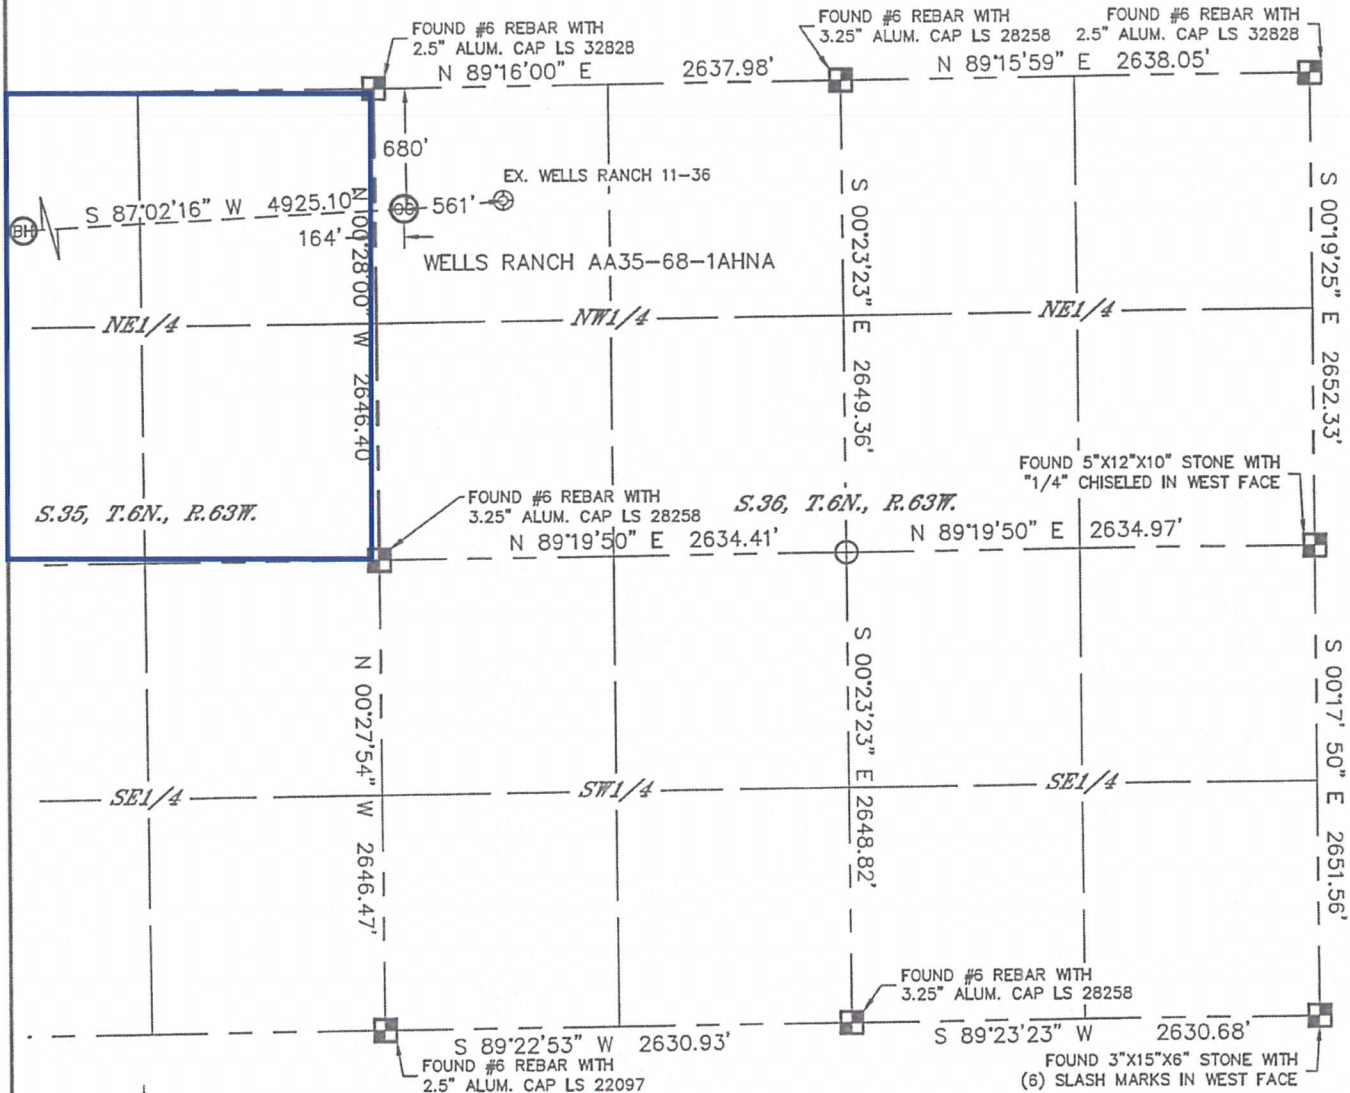 FOUND #6 REBAR WITH
2.5" ALUM. CAP LS 32828
FOUND #6 REBAR WITH
3.25" ALUM. CAP LS 28258
FOUND #6 REBAR WITH
2.5" ALUM. CAP LS 32828
N 89°16'00" E 2637.98'
N 89°15'59" E 2638.05'
680'
EX. WELLS RANCH 11-36
S 87°02'16" W 4925.10'
561'
BH
OG
164'
WELLS RANCH AA35-68-1AHNA
N 00°28'00" W 2646.40'
S 00°23'23" E 2649.36'
S 00°19'25" E 2652.33'
NE1/4
NW1/4
NE1/4
FOUND 5"X12"X10" STONE WITH
"1/4" CHISELED IN WEST FACE
S.35, T.6N., R.63W.
FOUND #6 REBAR WITH
3.25" ALUM. CAP LS 28258
S.36, T.6N., R.63W.
N 89°19'50" E 2634.41'
N 89°19'50" E 2634.97'
N 00°27'54" W 2646.47'
S 00°23'23" E 2648.82'
S 00°17' 50" E 2651.56'
SE1/4
SW1/4
SE1/4
FOUND #6 REBAR WITH
3.25" ALUM. CAP LS 28258
S 89°22'53" W 2630.93'
S 89°23'23" W 2630.68'
FOUND #6 REBAR WITH
2.5" ALUM. CAP LS 22097
FOUND 3"X15"X6" STONE WITH
(6) SLASH MARKS IN WEST FACE